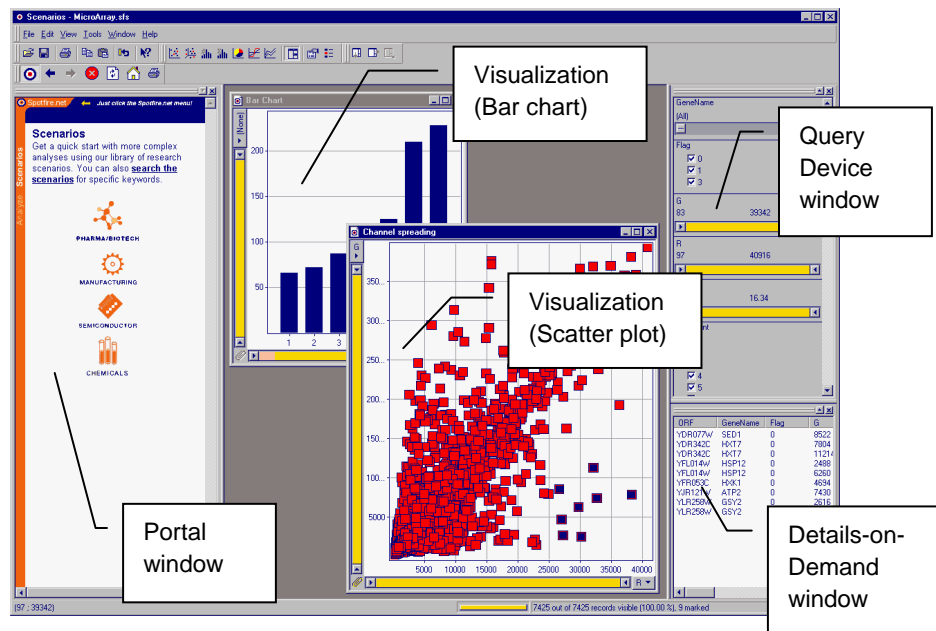 Scenarios - MicroArray.sfs
File Edit View Tools Window Help
Spotfire.net
Just click the Spotfire.net menu!
Analyze Scenarios
Scenarios
Get a quick start with more complex
analyses using our library of research
scenarios. You can also search the
scenarios for specific keywords.
PHARMA/BIOTECH
MANUFACTURING
SEMICONDUCTOR
CHEMICALS
Portal
window
Bar Chart
(None)
200-
150-
100-
50-
1 2 3
Visualization
(Bar chart)
Channel spreading
G
350...
300...
250...
200...
150...
100...
5000
5000 10000 15000 20000 25000 30000 35000 40000
R
Visualization
(Scatter plot)
GeneName
(All)
Flag
0
1
3
G
83 39342
R
97 40916
16.34
4
5
Query
Device
window
ORF GeneName Flag G
YDR077W SED1 0 8522
YDR342C HXT7 0 7804
YDR342C HXT7 0 11214
YFL014W HSP12 0 2488
YFL014W HSP12 0 6260
YFR053C HXK1 0 4694
YJR121W ATP2 0 7430
YLR258W GSY2 0 2616
YLR258W GSY2 0
Details-on-
Demand
window
(97 ; 39342)
7425 out of 7425 records visible (100.00 %), 9 marked